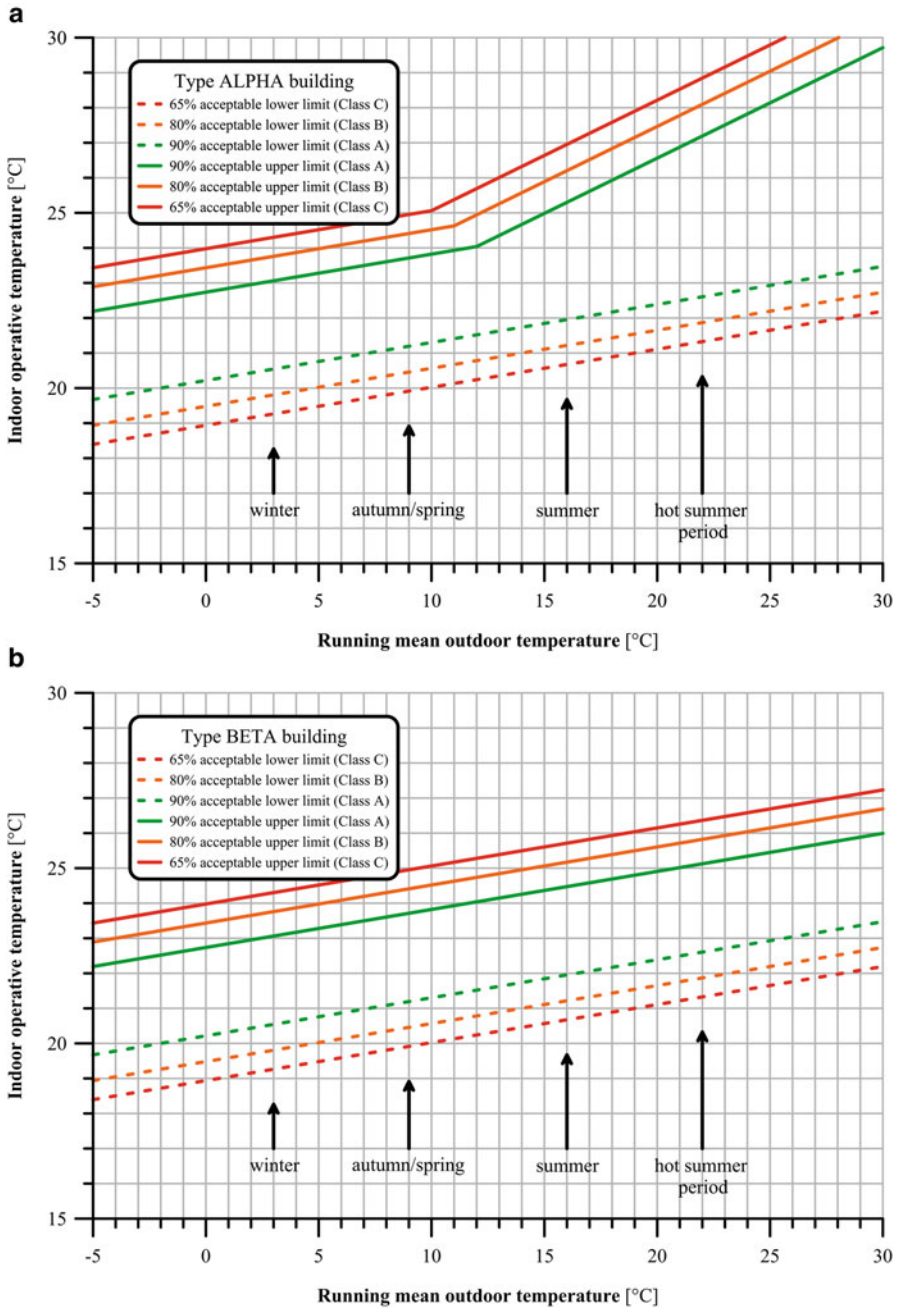 a
30
25
20
15
Indoor operative temperature [°C]
Type ALPHA building
65% acceptable lower limit (Class C)
80% acceptable lower limit (Class B)
90% acceptable lower limit (Class A)
90% acceptable upper limit (Class A)
80% acceptable upper limit (Class B)
65% acceptable upper limit (Class C)
winter
autumn/spring
summer
hot summer
period
-5 0 5 10 15 20 25 30
Running mean outdoor temperature [°C]
b
30
25
20
15
Indoor operative temperature [°C]
Type BETA building
65% acceptable lower limit (Class C)
80% acceptable lower limit (Class B)
90% acceptable lower limit (Class A)
90% acceptable upper limit (Class A)
80% acceptable upper limit (Class B)
65% acceptable upper limit (Class C)
winter
autumn/spring
summer
hot summer
period
-5 0 5 10 15 20 25 30
Running mean outdoor temperature [°C]